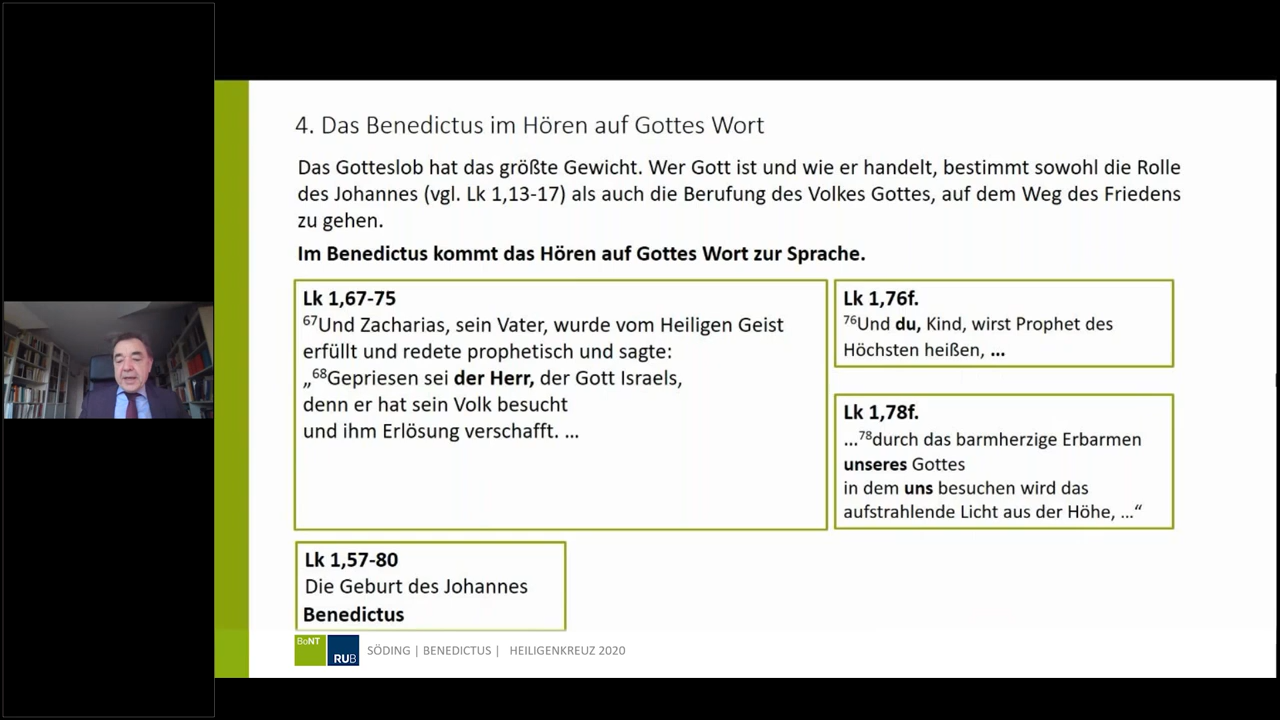 4. Das Benedictus im Hören auf Gottes Wort
Das Gotteslob hat das größte Gewicht. Wer Gott ist und wie er handelt, bestimmt sowohl die Rolle
des Johannes (vgl. Lk 1,13-17) als auch die Berufung des Volkes Gottes, auf dem Weg des Friedens
zu gehen.
Im Benedictus kommt das Hören auf Gottes Wort zur Sprache.
Lk 1,67-75
⁶⁷Und Zacharias, sein Vater, wurde vom Heiligen Geist
erfüllt und redete prophetisch und sagte:
„⁶⁸Gepriesen sei der Herr, der Gott Israels,
denn er hat sein Volk besucht
und ihm Erlösung verschafft. ...
Lk 1,76f.
⁷⁶Und du, Kind, wirst Prophet des
Höchsten heißen, ...
Lk 1,78f.
...⁷⁸durch das barmherzige Erbarmen
unseres Gottes
in dem uns besuchen wird das
aufstrahlende Licht aus der Höhe, ...“
Lk 1,57-80
Die Geburt des Johannes
Benedictus
BoNT
RUB
SÖDING | BENEDICTUS | HEILIGENKREUZ 2020